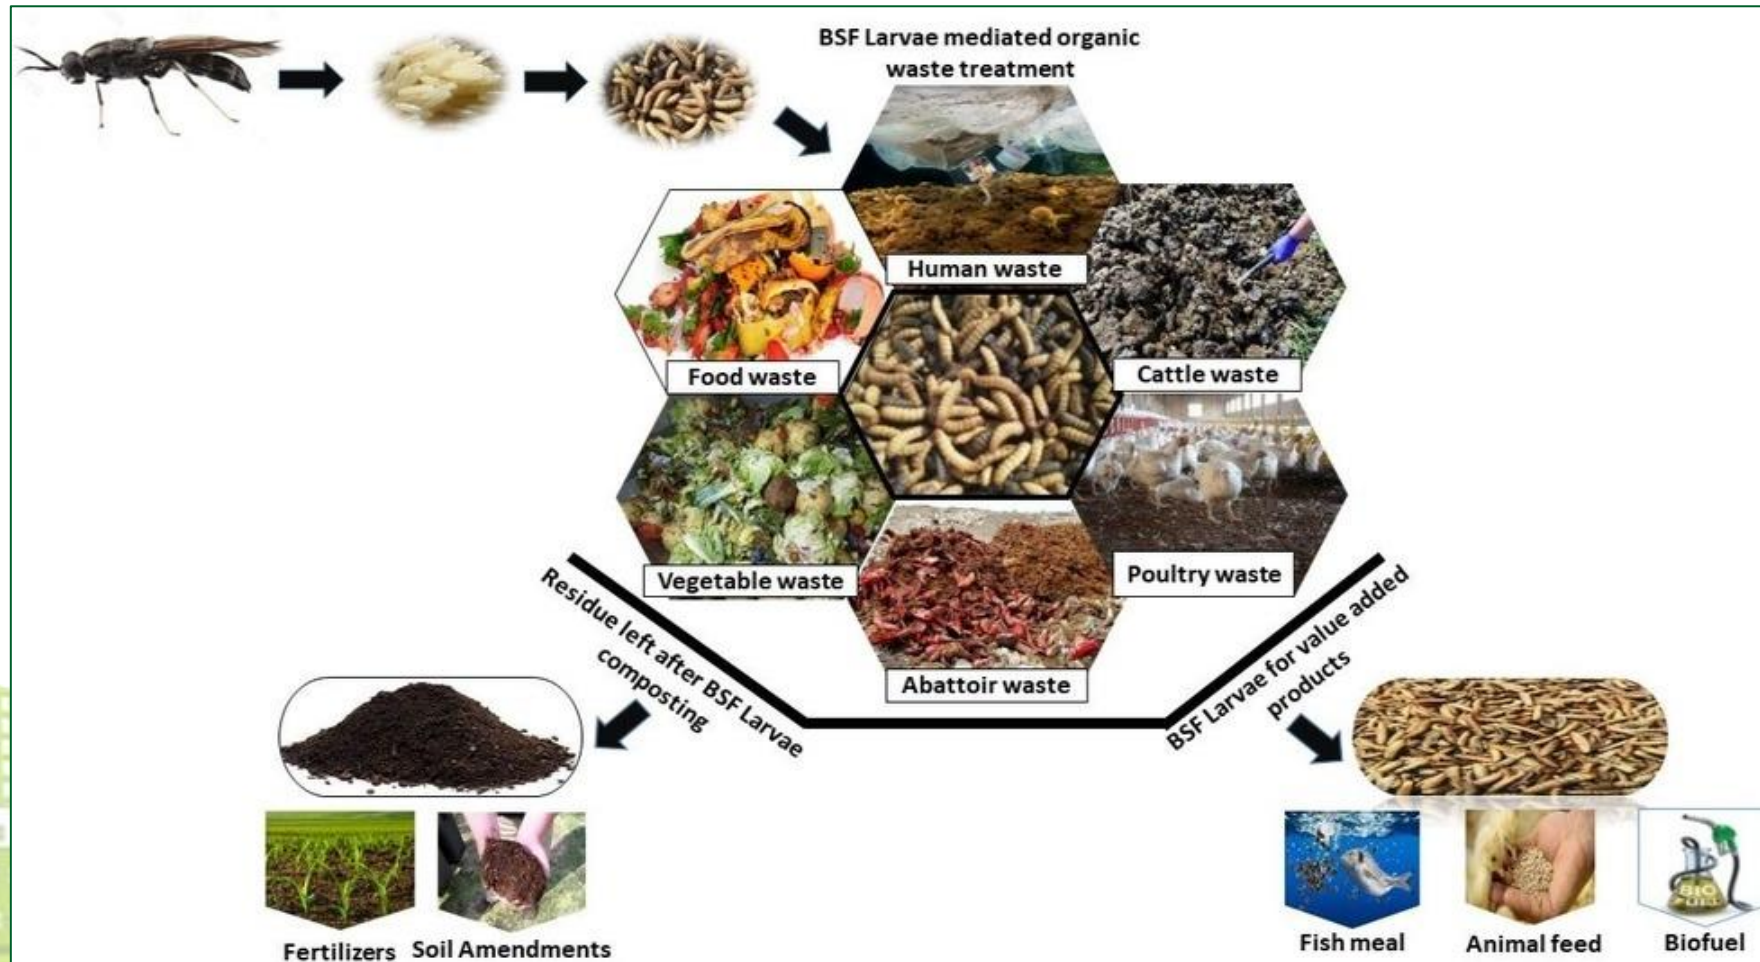 BSF Larvae mediated organic
waste treatment
Human waste
Food waste
Cattle waste
Vegetable waste
Poultry waste
Abattoir waste
Residue left after BSF Larvae
composting
BSF Larvae for value added
products
Fertilizers
Soil Amendments
Fish meal
Animal feed
BIO
FUEL
Biofuel